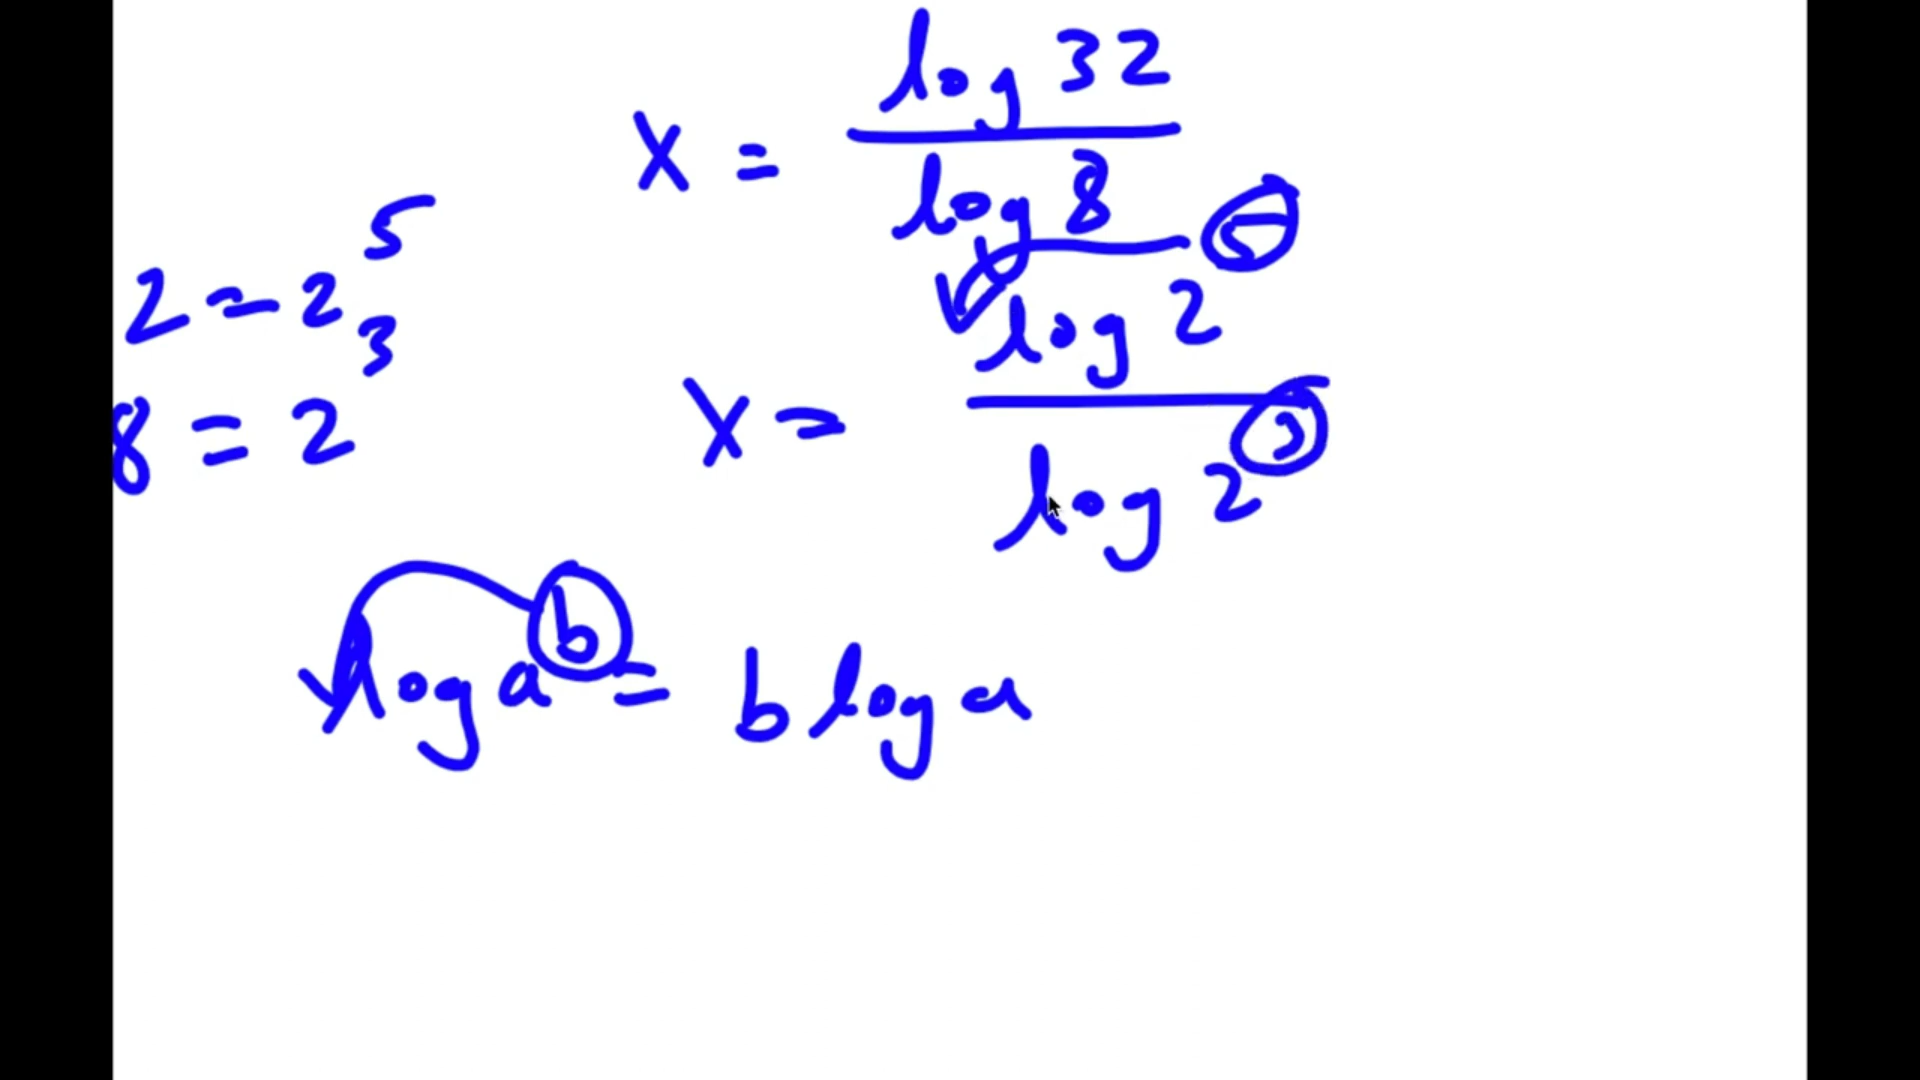 x = log 32 / log 8
2 = 2^5
8 = 2^3
x = log 2^5 / log 2^3
log a^b = b log a